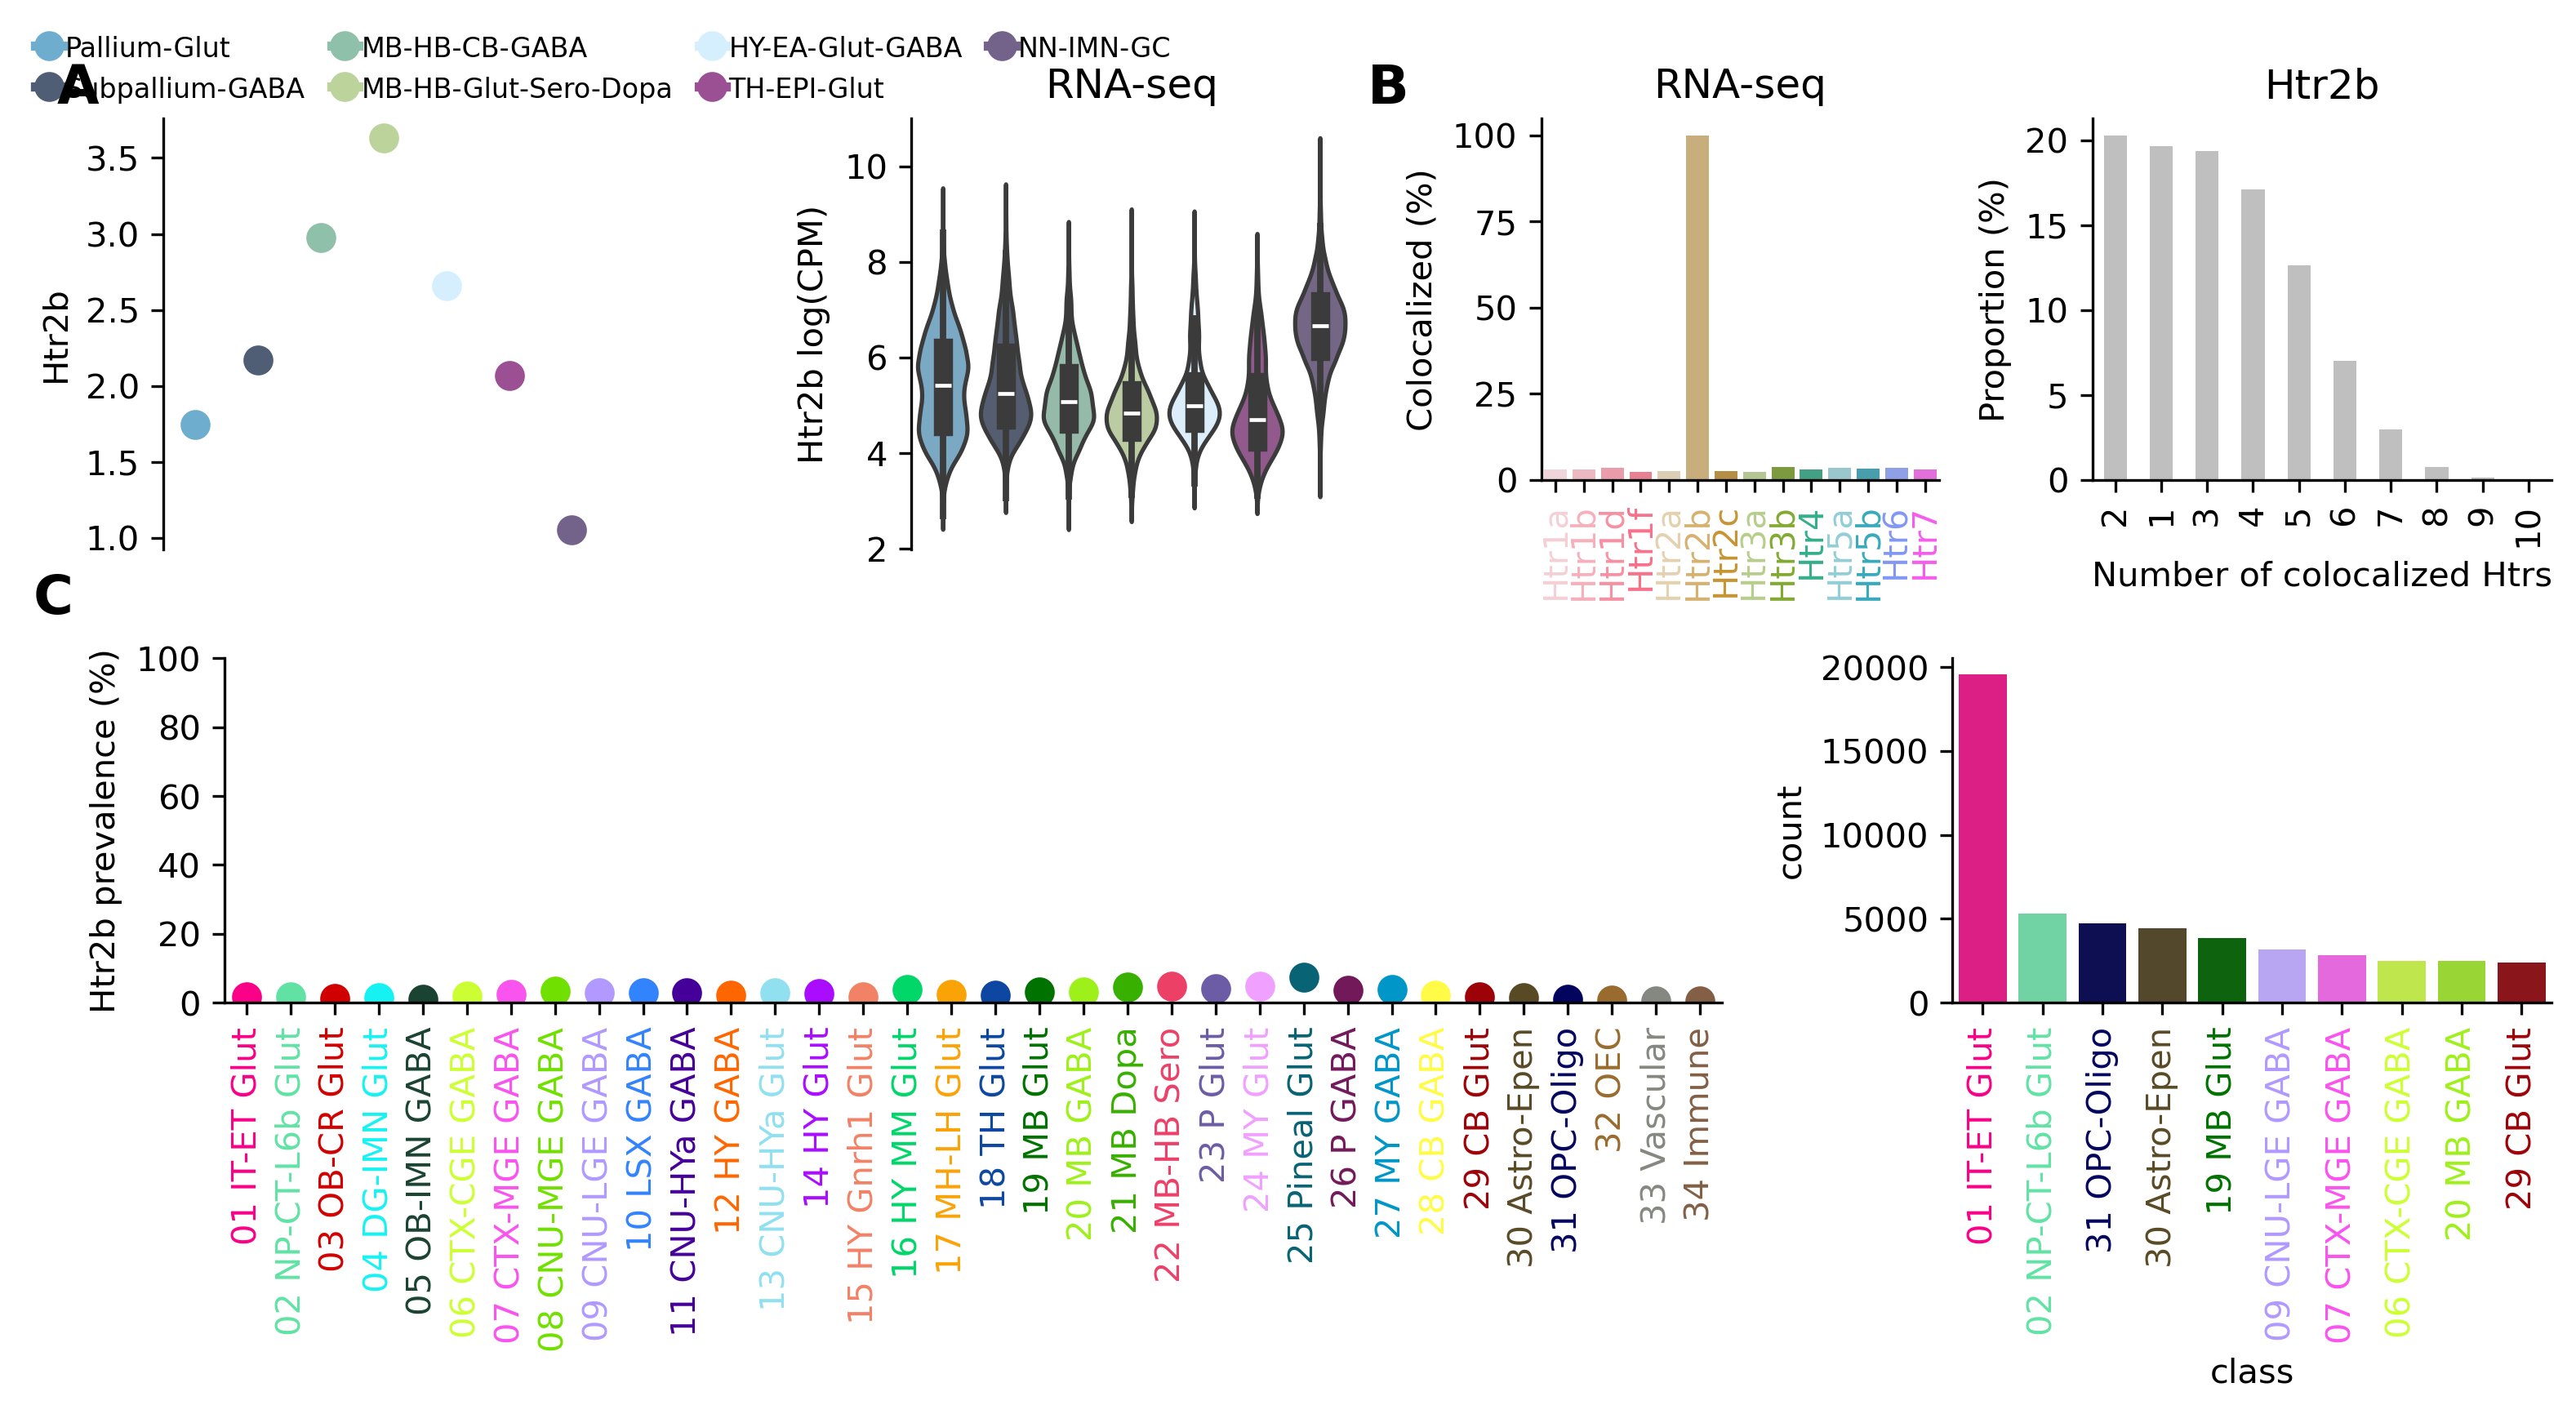 Pallium-Glut
MB-HB-CB-GABA
HY-EA-Glut-GABA
NN-IMN-GC
Subpallium-GABA
MB-HB-Glut-Sero-Dopa
TH-EPI-Glut
A
Htr2b
3.5
3.0
2.5
2.0
1.5
1.0
RNA-seq
Htr2b log(CPM)
10
8
6
4
2
B
RNA-seq
Colocalized (%)
100
75
50
25
0
Htr1a
Htr1b
Htr1d
Htr1f
Htr2a
Htr2b
Htr2c
Htr3a
Htr3b
Htr4
Htr5a
Htr5b
Htr6
Htr7
Htr2b
Proportion (%)
20
15
10
5
0
2
1
3
4
5
6
7
8
9
10
Number of colocalized Htrs
C
Htr2b prevalence (%)
100
80
60
40
20
0
01 IT-ET Glut
02 NP-CT-L6b Glut
03 OB-CR Glut
04 DG-IMN Glut
05 OB-IMN GABA
06 CTX-CGE GABA
07 CTX-MGE GABA
08 CNU-MGE GABA
09 CNU-LGE GABA
10 LSX GABA
11 CNU-HYa GABA
12 HY GABA
13 CNU-HYa Glut
14 HY Glut
15 HY Gnrh1 Glut
16 HY MM Glut
17 MH-LH Glut
18 TH Glut
19 MB Glut
20 MB GABA
21 MB Dopa
22 MB-HB Sero
23 P Glut
24 MY Glut
25 Pineal Glut
26 P GABA
27 MY GABA
28 CB GABA
29 CB Glut
30 Astro-Epen
31 OPC-Oligo
32 OEC
33 Vascular
34 Immune
count
20000
15000
10000
5000
0
01 IT-ET Glut
02 NP-CT-L6b Glut
31 OPC-Oligo
30 Astro-Epen
19 MB Glut
09 CNU-LGE GABA
07 CTX-MGE GABA
06 CTX-CGE GABA
20 MB GABA
29 CB Glut
class